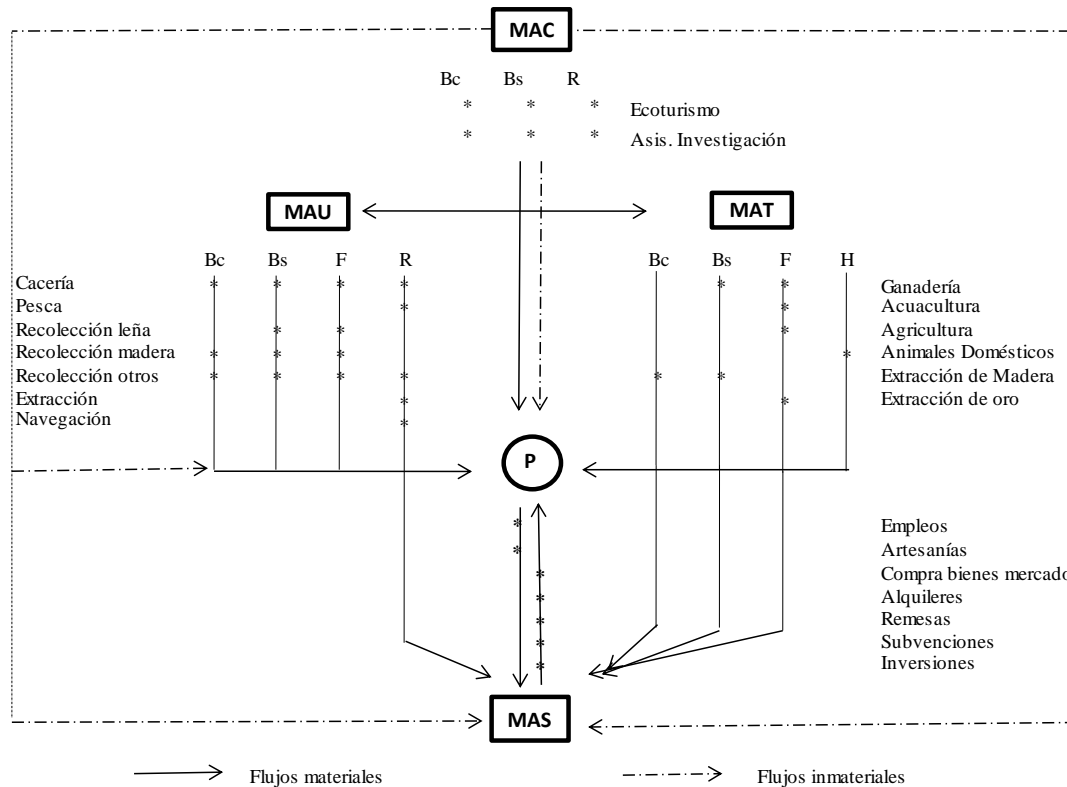 MAC
Bc Bs R
* * * Ecoturismo
* * * Asis. Investigación
MAU MAT
Bc Bs F R Bc Bs F H
Cacería * * * * * * Ganadería
Pesca * * Acuacultura
Recolección leña * * * Agricultura
Recolección madera * * * * Animales Domésticos
Recolección otros * * * * * * Extracción de Madera
Extracción * * Extracción de oro
Navegación *
P
* Empleos
* Artesanías
* Compra bienes mercado
* Alquileres
* Remesas
* Subvenciones
* Inversiones
MAS
Flujos materiales Flujos inmateriales